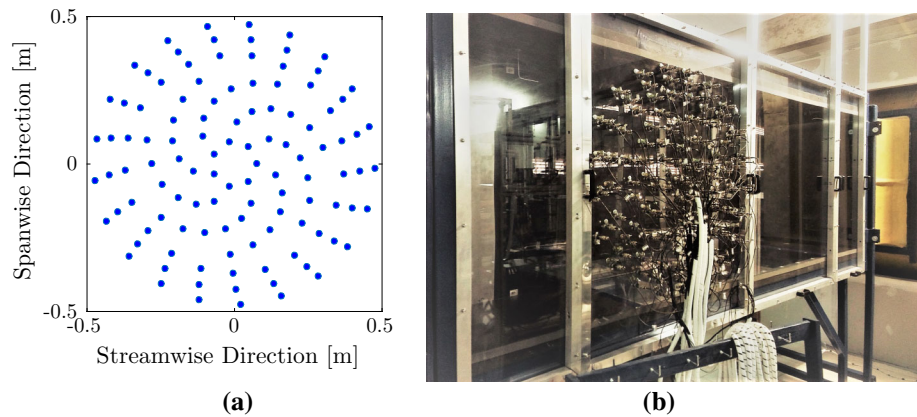 0.5
Spanwise Direction [m]
0
-0.5
-0.5 0 0.5
Streamwise Direction [m]
(a) (b)